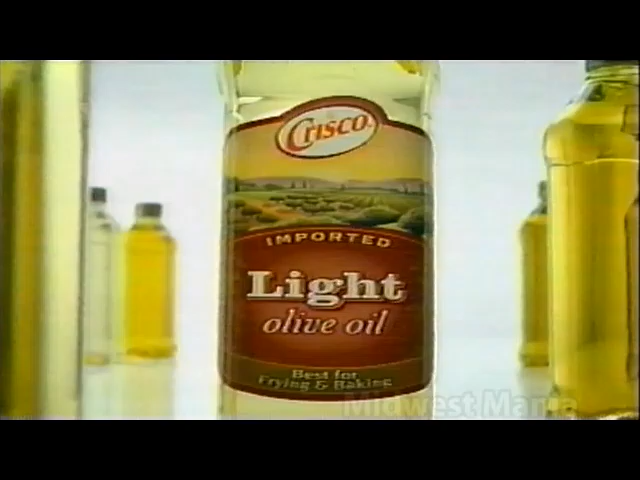 Crisco
IMPORTED
Light
olive oil
Best for
Frying & Baking
Midwest Mama